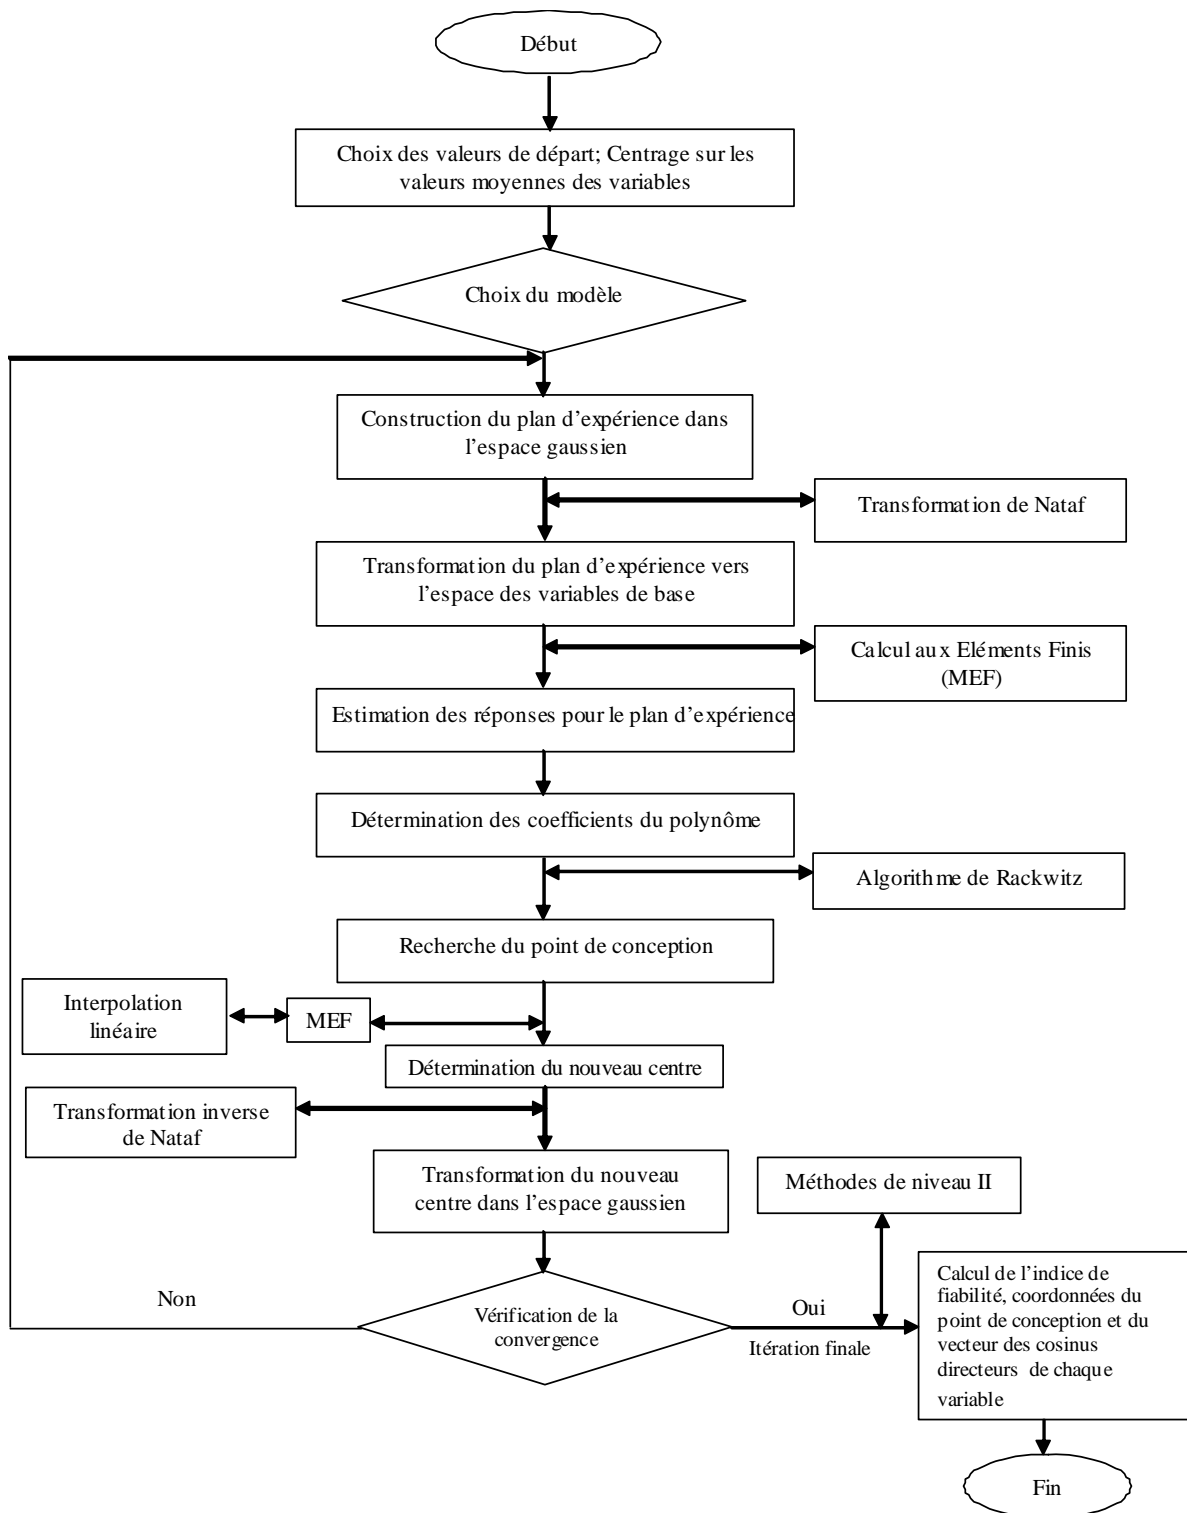 Début
Choix des valeurs de départ; Centrage sur les
valeurs moyennes des variables
Choix du modèle
Construction du plan d'expérience dans
l'espace gaussien
Transformation de Nataf
Transformation du plan d'expérience vers
l'espace des variables de base
Calcul aux Eléments Finis
(MEF)
Estimation des réponses pour le plan d'expérience
Détermination des coefficients du polynôme
Algorithme de Rackwitz
Recherche du point de conception
Interpolation
linéaire
MEF
Détermination du nouveau centre
Transformation inverse
de Nataf
Transformation du nouveau
centre dans l'espace gaussien
Méthodes de niveau II
Non
Vérification de la
convergence
Oui
Itération finale
Calcul de l'indice de
fiabilité, coordonnées du
point de conception et du
vecteur des cosinus
directeurs de chaque
variable
Fin